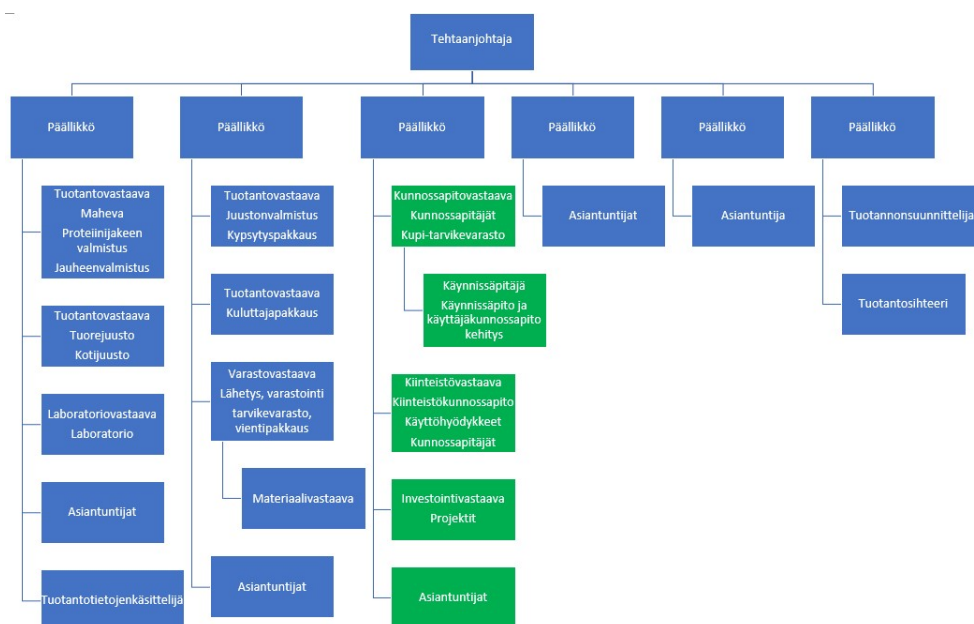 Tehtaanjohtaja
Päällikkö
Päällikkö
Päällikkö
Päällikkö
Päällikkö
Päällikkö
Tuotantovastaava
Maheva
Proteiinijakeen
valmistus
Jauheenvalmistus
Tuotantovastaava
Tuorejuusto
Kotijuusto
Laboratoriovastaava
Laboratorio
Asiantuntijat
Tuotantotietojenkäsittelijä
Tuotantovastaava
Juustonvalmistus
Kypsytyspakkaus
Tuotantovastaava
Kuluttajapakkaus
Varastovastaava
Lähetys, varastointi
tarvikevarasto,
vientipakkaus
Materiaalivastaava
Asiantuntijat
Kunnossapitovastaava
Kunnossapitäjät
Kupi-tarvikevarasto
Käynnissäpitäjä
Käynnissäpito ja
käyttäjäkunnossapito
kehitys
Kiinteistövastaava
Kiinteistökunnossapito
Käyttöhyödykkeet
Kunnossapitäjät
Investointivastaava
Projektit
Asiantuntijat
Asiantuntijat
Asiantuntija
Tuotannonsuunnittelija
Tuotantosihteeri